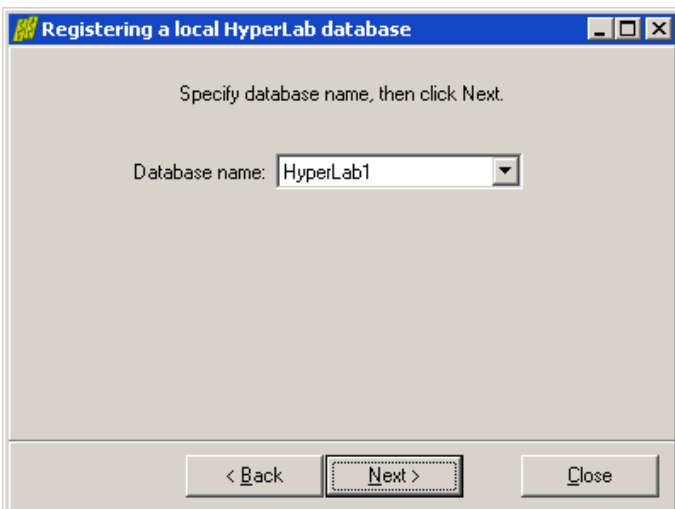 Registering a local HyperLab database
Specify database name, then click Next.
Database name: HyperLab1
< Back Next > Close